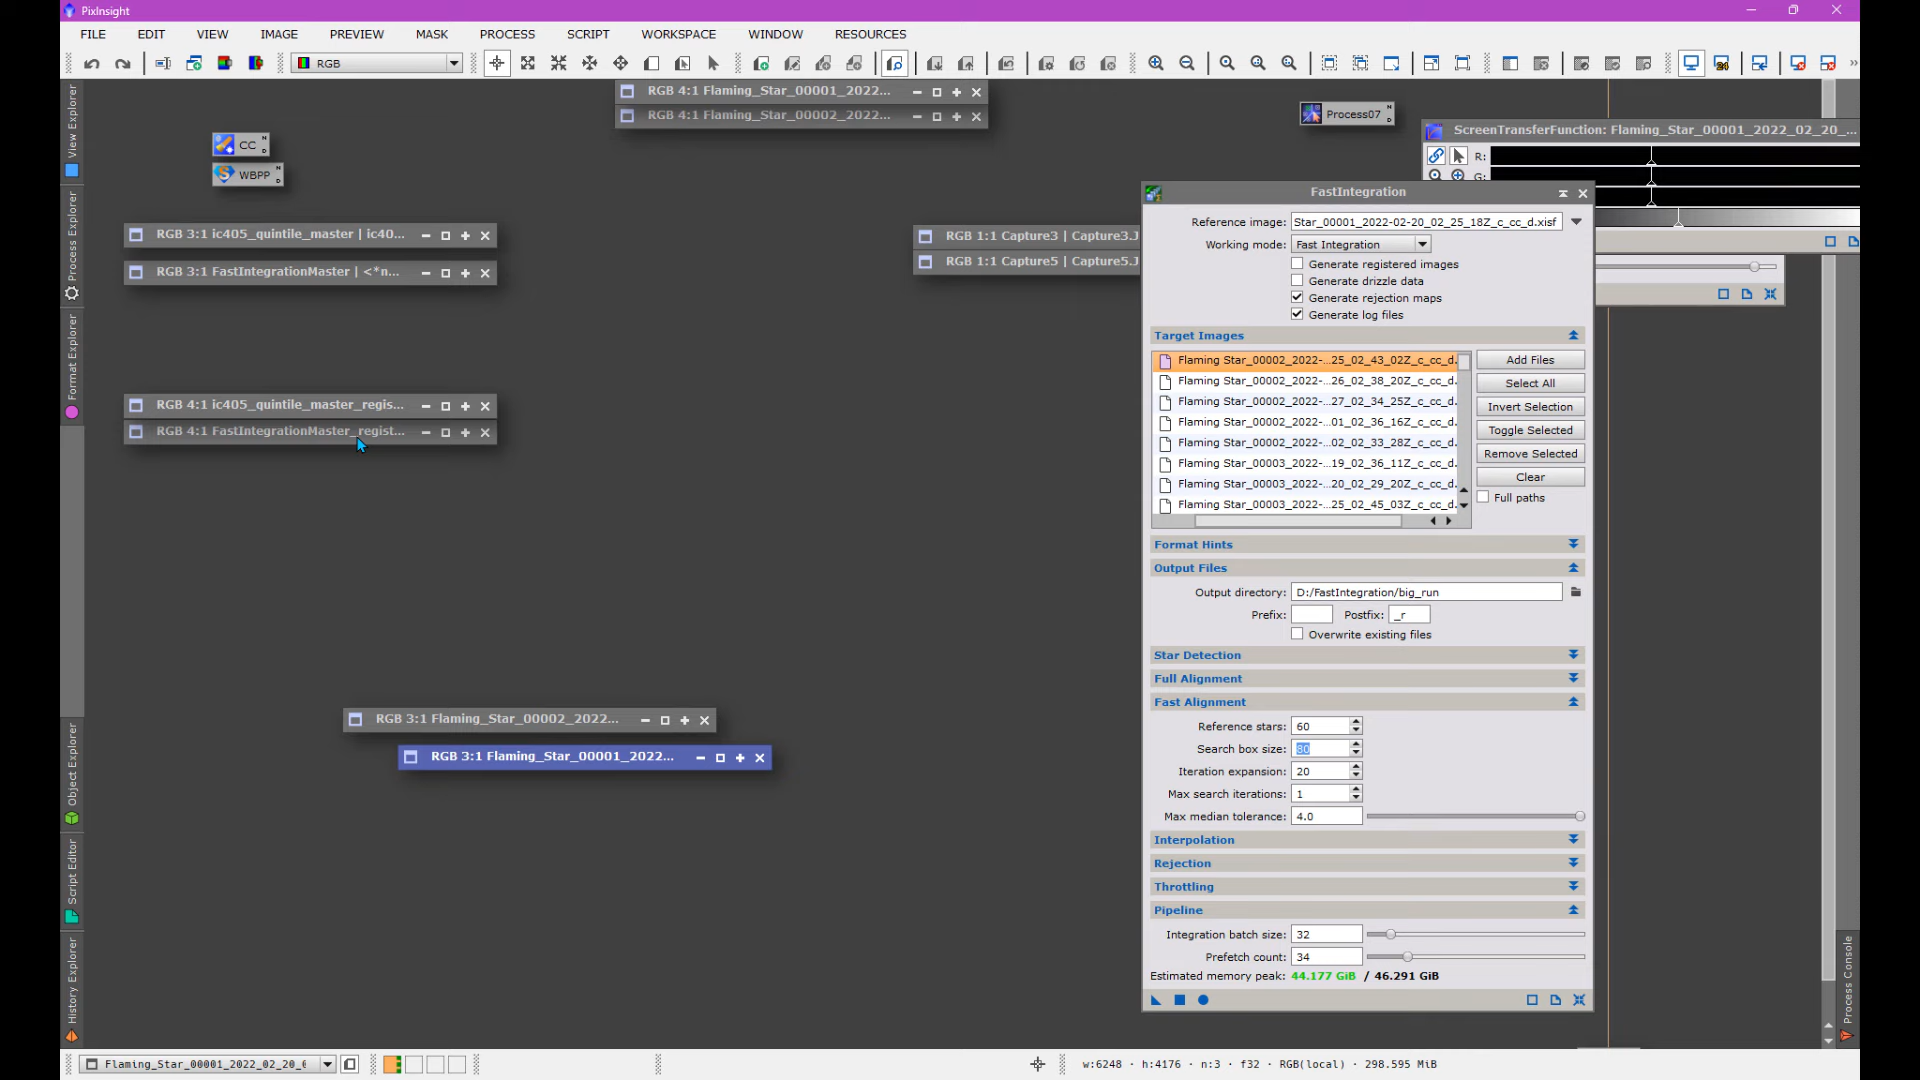 PixInsight
FILE EDIT VIEW IMAGE PREVIEW MASK PROCESS SCRIPT WORKSPACE WINDOW RESOURCES
RGB
24
»
View Explorer
Process Explorer
Format Explorer
Object Explorer
Script Editor
History Explorer
Process Console
RGB 4:1 Flaming_Star_00001_2022...
RGB 4:1 Flaming_Star_00002_2022...
Process07
CC
WBPP
ScreenTransferFunction: Flaming_Star_00001_2022_02_20_...
R:
G:
RGB 3:1 ic405_quintile_master | ic40...
RGB 3:1 FastIntegrationMaster | <*n...
RGB 1:1 Capture3 | Capture3.J
RGB 1:1 Capture5 | Capture5.J
RGB 4:1 ic405_quintile_master_regis...
RGB 4:1 FastIntegrationMaster_regist...
RGB 3:1 Flaming_Star_00002_2022...
RGB 3:1 Flaming_Star_00001_2022...
FastIntegration
Reference image: Star_00001_2022-02-20_02_25_18Z_c_cc_d.xisf
Working mode: Fast Integration
Generate registered images
Generate drizzle data
Generate rejection maps
Generate log files
Target Images
Flaming Star_00002_2022-...25_02_43_02Z_c_cc_d.
Flaming Star_00002_2022-...26_02_38_20Z_c_cc_d.
Flaming Star_00002_2022-...27_02_34_25Z_c_cc_d.
Flaming Star_00002_2022-...01_02_36_16Z_c_cc_d.
Flaming Star_00002_2022-...02_02_33_28Z_c_cc_d.
Flaming Star_00003_2022-...19_02_36_11Z_c_cc_d.
Flaming Star_00003_2022-...20_02_29_20Z_c_cc_d.
Flaming Star_00003_2022-...25_02_45_03Z_c_cc_d.
Add Files
Select All
Invert Selection
Toggle Selected
Remove Selected
Clear
Full paths
Format Hints
Output Files
Output directory: D:/FastIntegration/big_run
Prefix: Postfix: _r
Overwrite existing files
Star Detection
Full Alignment
Fast Alignment
Reference stars: 60
Search box size: 80
Iteration expansion: 20
Max search iterations: 1
Max median tolerance: 4.0
Interpolation
Rejection
Throttling
Pipeline
Integration batch size: 32
Prefetch count: 34
Estimated memory peak: 44.177 GiB / 46.291 GiB
Flaming_Star_00001_2022_02_20_0
w:6248 · h:4176 · n:3 · f32 · RGB(local) · 298.595 MiB